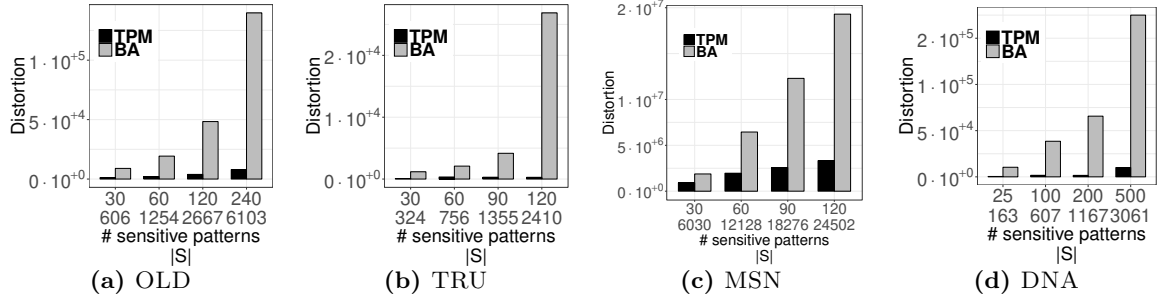 TPM
BA
Distortion
1·10+5
5·10+4
0·10+0
30 60 120 240
606 1254 2667 6103
# sensitive patterns
|S|
(a) OLD
TPM
BA
Distortion
2·10+4
1·10+4
0·10+0
30 60 90 120
324 756 1355 2410
# sensitive patterns
|S|
(b) TRU
2·10+7
TPM
BA
Distortion
1·10+7
5·10+6
0·10+0
30 60 90 120
6030 12128 18276 24502
# sensitive patterns
|S|
(c) MSN
TPM
BA
Distortion
2·10+5
1·10+5
5·10+4
0·10+0
25 100 200 500
163 607 1167 3061
# sensitive patterns
|S|
(d) DNA